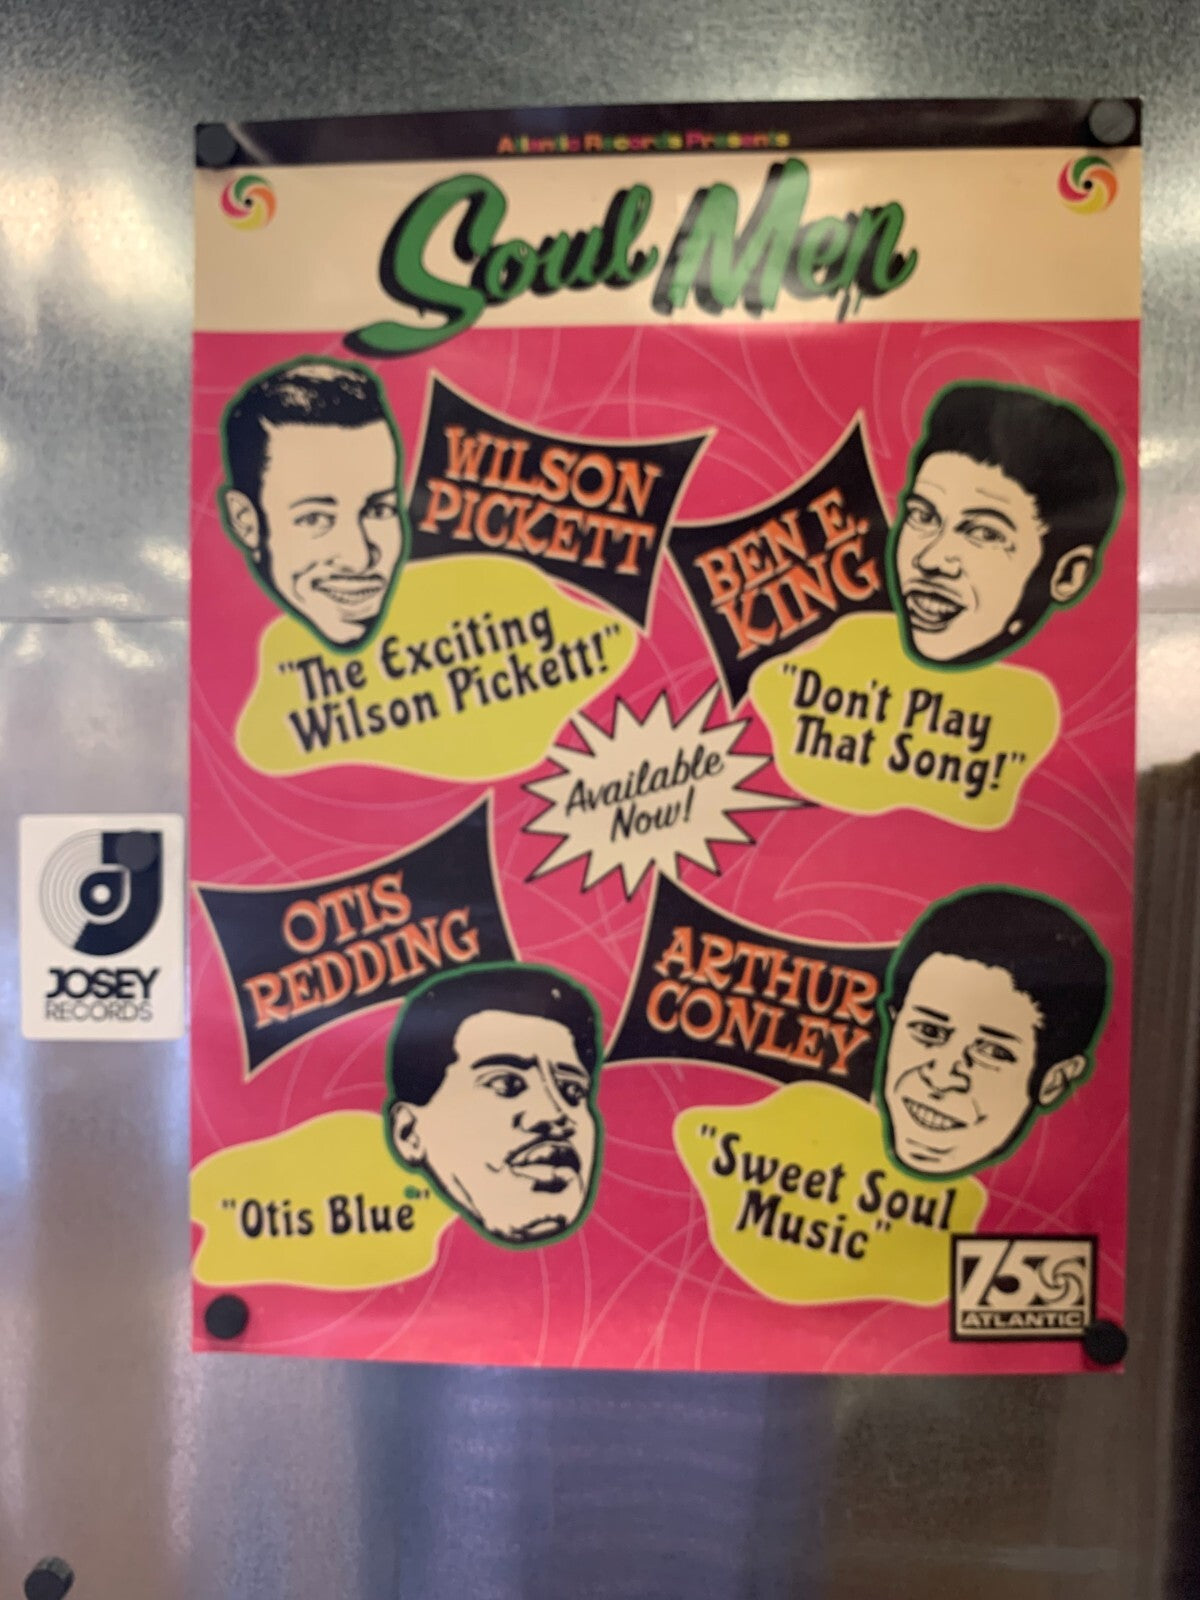 Atlantic Records Presents
Soul Men
WILSON
PICKETT
"The Exciting
Wilson Pickett!"
BEN E.
KING
"Don't Play
That Song!"
Available
Now!
OTIS
REDDING
"Otis Blue"
ARTHUR
CONLEY
"Sweet Soul
Music"
75
ATLANTIC
JOSEY
RECORDS